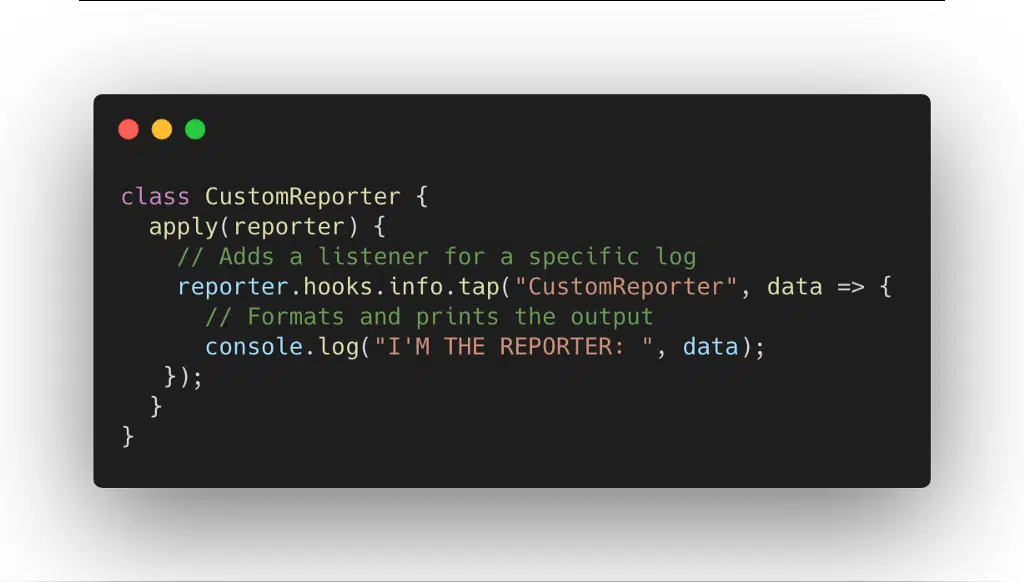 class CustomReporter {
  apply(reporter) {
    // Adds a listener for a specific log
    reporter.hooks.info.tap("CustomReporter", data => {
      // Formats and prints the output
      console.log("I'M THE REPORTER: ", data);
   });
  }
}